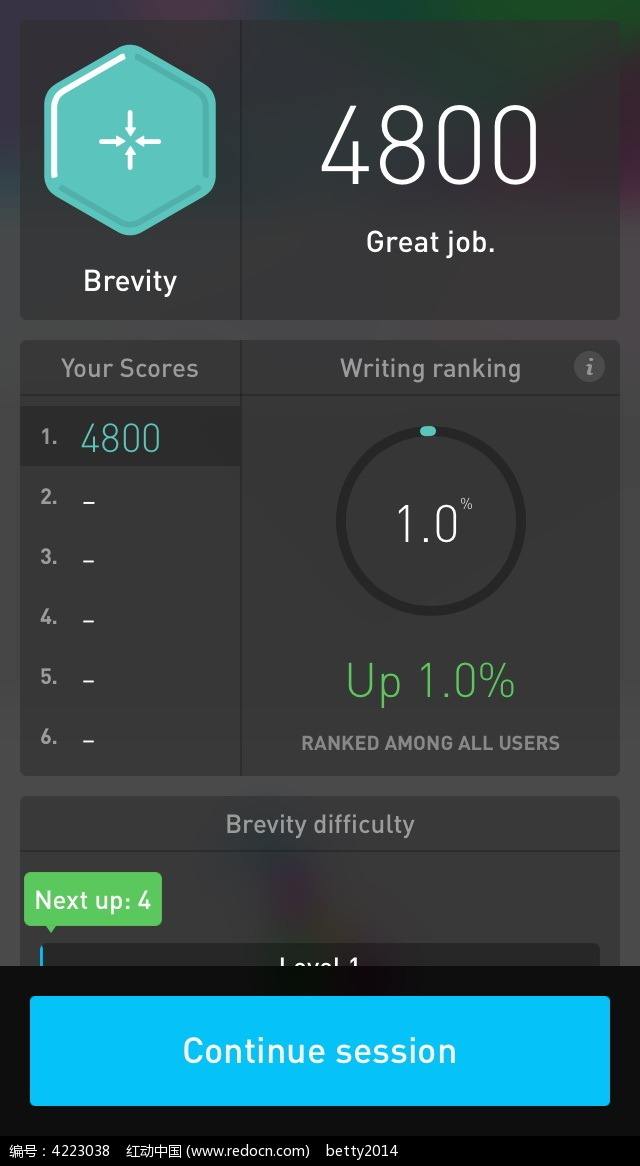 4800
Great job.
Brevity
Your Scores
Writing ranking
i
1. 4800
2. –
3. –
4. –
5. –
6. –
1.0%
Up 1.0%
RANKED AMONG ALL USERS
Brevity difficulty
Next up: 4
Level 1
Continue session
编号：4223038 红动中国 (www.redocn.com) betty2014